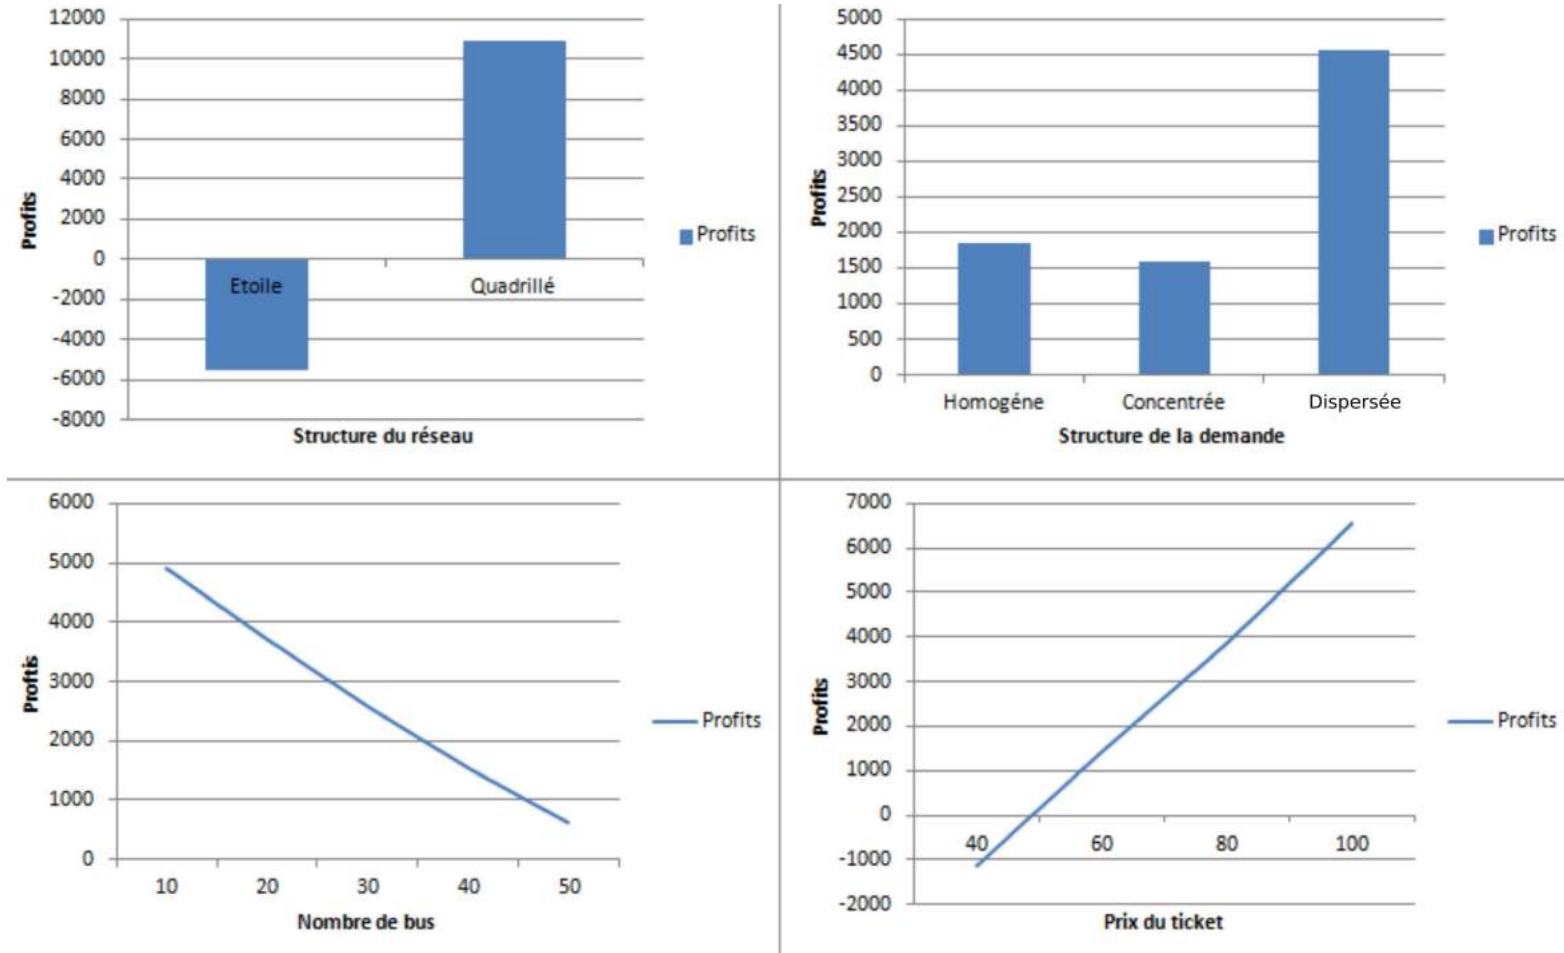 12000
10000
8000
6000
4000
2000
0
-2000
-4000
-6000
-8000
Profits
Etoile
Quadrillé
Structure du réseau
Profits
5000
4500
4000
3500
3000
2500
2000
1500
1000
500
0
Profits
Homogéne
Concentrée
Dispersée
Structure de la demande
Profits
6000
5000
4000
3000
2000
1000
0
Proftis
10
20
30
40
50
Nombre de bus
Profits
7000
6000
5000
4000
3000
2000
1000
0
-1000
-2000
Profits
40
60
80
100
Prix du ticket
Profits